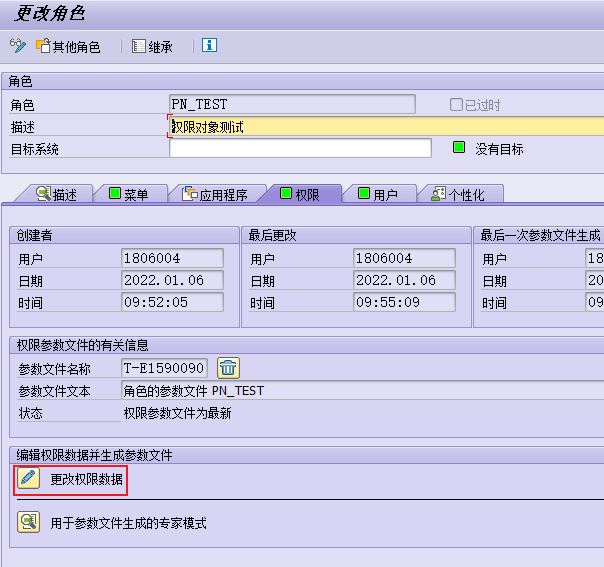 更改角色
其他角色 继承
角色
角色 PN_TEST 已过时
描述 权限对象测试
目标系统 没有目标
描述 菜单 应用程序 权限 用户 个性化
创建者 最后更改 最后一次参数文件生成
用户 1806004 用户 1806004 用户 18
日期 2022.01.06 日期 2022.01.06 日期 20
时间 09:52:05 时间 09:55:09 时间 09
权限参数文件的有关信息
参数文件名称 T-E1590090
参数文件文本 角色的参数文件 PN_TEST
状态 权限参数文件为最新
编辑权限数据并生成参数文件
更改权限数据
用于参数文件生成的专家模式